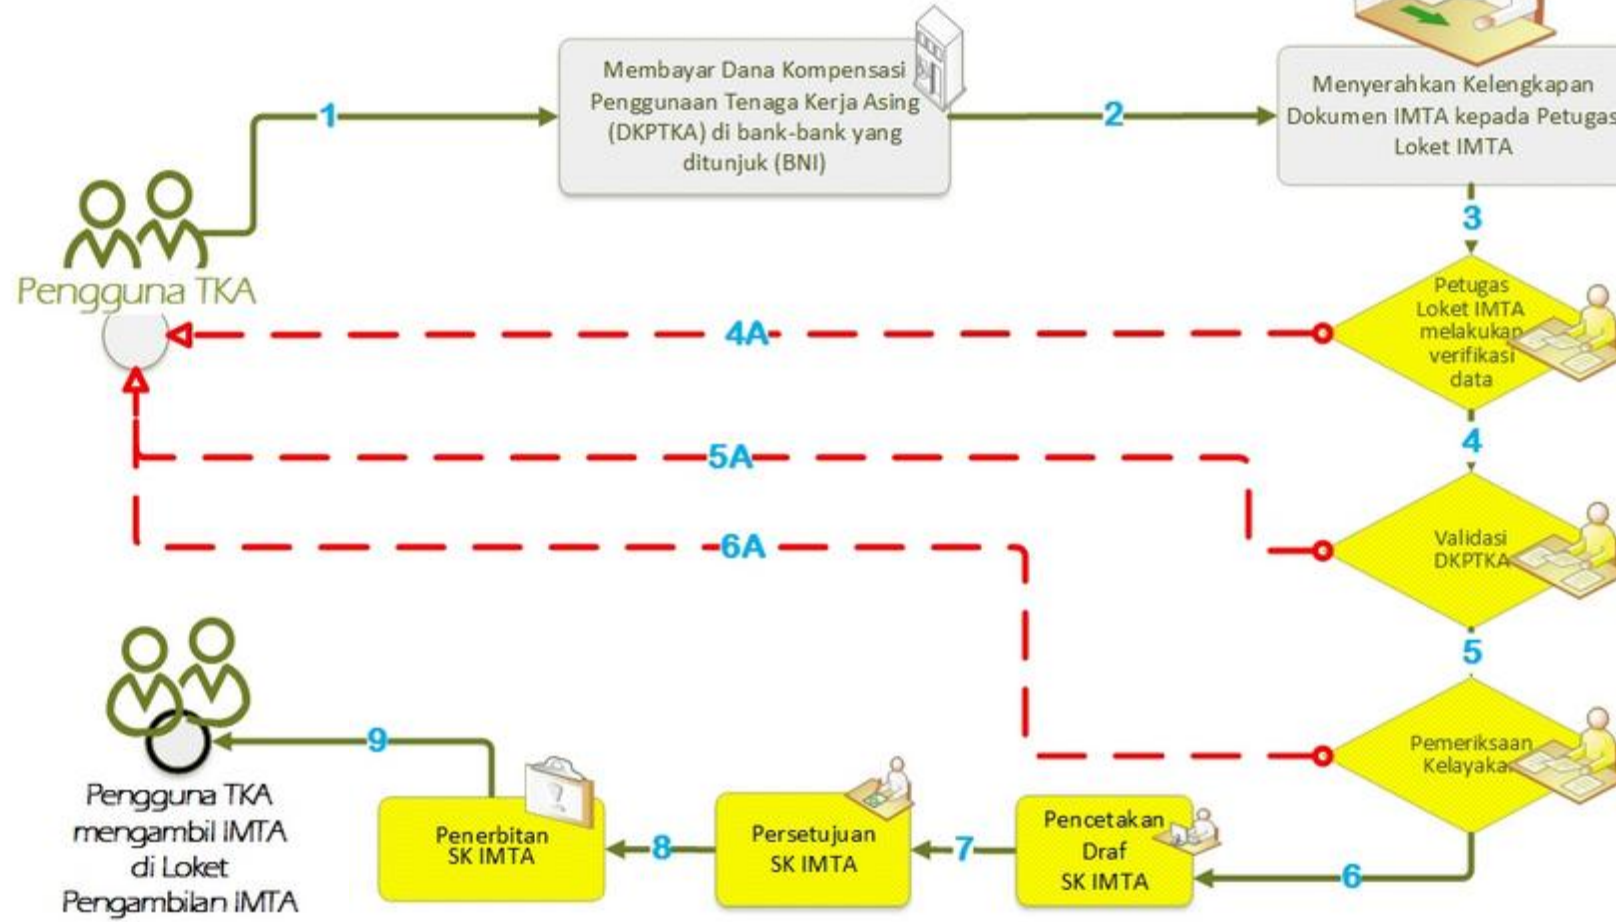 Membayar Dana Kompensasi
Penggunaan Tenaga Kerja Asing
(DKPTKA) di bank-bank yang
ditunjuk (BNI)
Menyerahkan Kelengkapan
Dokumen IMTA kepada Petugas
Loket IMTA
1
2
3
Pengguna TKA
Petugas
Loket IMTA
melakukan
verifikasi
data
4A
4
5A
Validasi
DKPTKA
6A
5
Pemeriksaan
Kelayakan
6
Pencetakan
Draf
SK IMTA
7
Persetujuan
SK IMTA
8
Penerbitan
SK IMTA
9
Pengguna TKA
mengambil IMTA
di Loket
Pengambilan IMTA